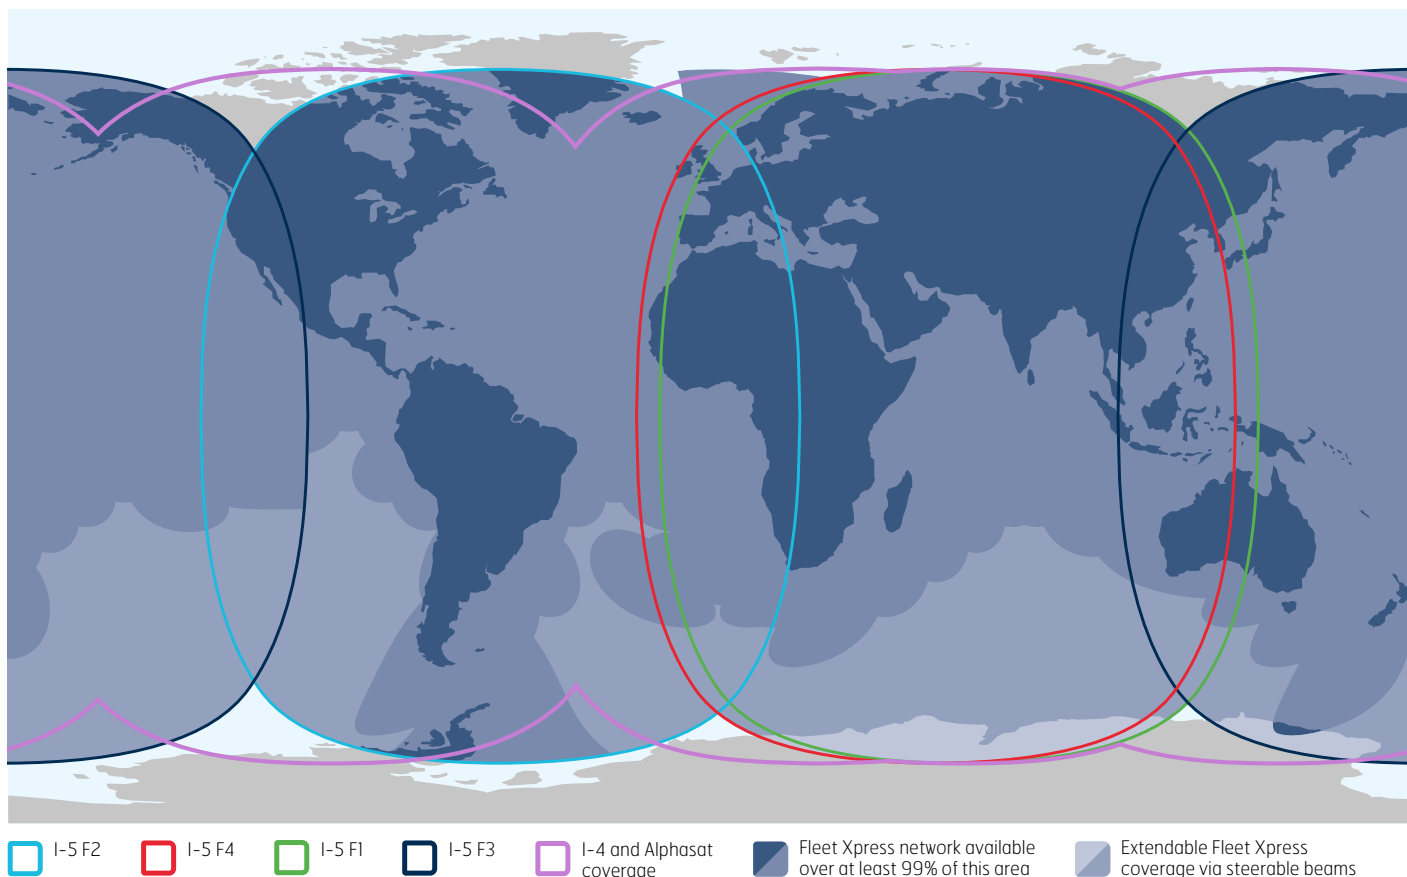 I-5 F2
I-5 F4
I-5 F1
I-5 F3
I-4 and Alphasat
coverage
Fleet Xpress network available
over at least 99% of this area
Extendable Fleet Xpress
coverage via steerable beams